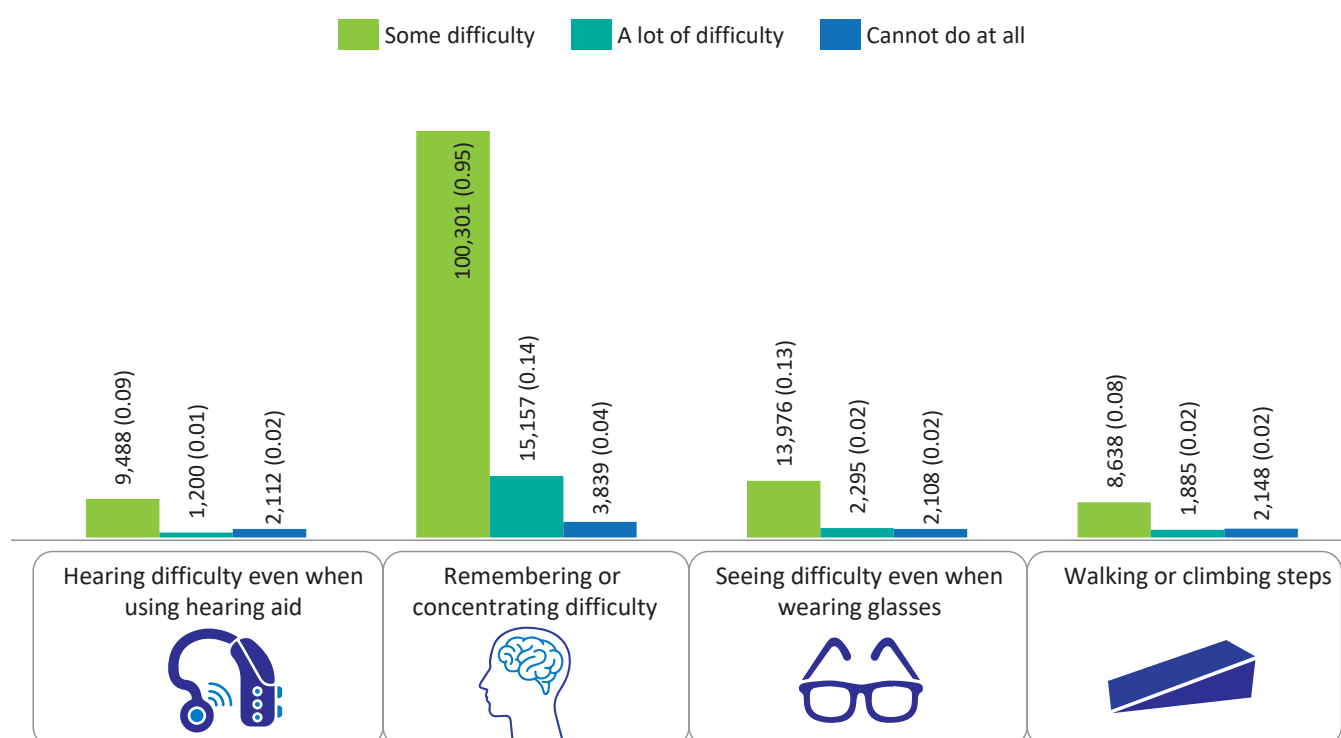 Some difficulty
A lot of difficulty
Cannot do at all
9,488 (0.09)
1,200 (0.01)
2,112 (0.02)
100,301 (0.95)
15,157 (0.14)
3,839 (0.04)
13,976 (0.13)
2,295 (0.02)
2,108 (0.02)
8,638 (0.08)
1,885 (0.02)
2,148 (0.02)
Hearing difficulty even when
using hearing aid
Remembering or
concentrating difficulty
Seeing difficulty even when
wearing glasses
Walking or climbing steps